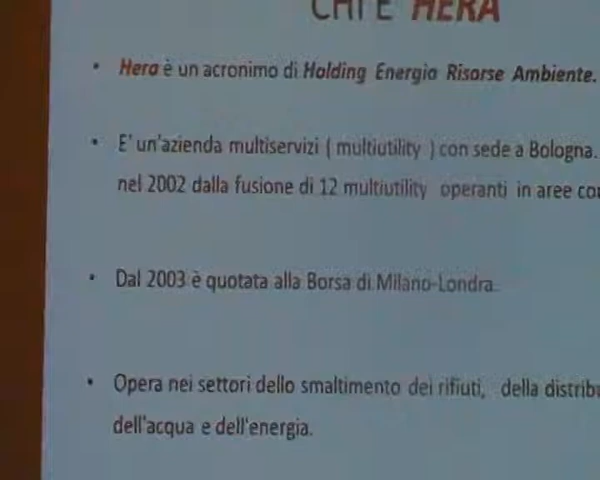 CHI E' HERA
• Hera è un acronimo di Holding Energia Risorse Ambiente.
• E' un'azienda multiservizi ( multiutility ) con sede a Bologna.
nel 2002 dalla fusione di 12 multiutility operanti in aree
• Dal 2003 è quotata alla Borsa di Milano-Londra.
• Opera nei settori dello smaltimento dei rifiuti, della
dell'acqua e dell'energia.